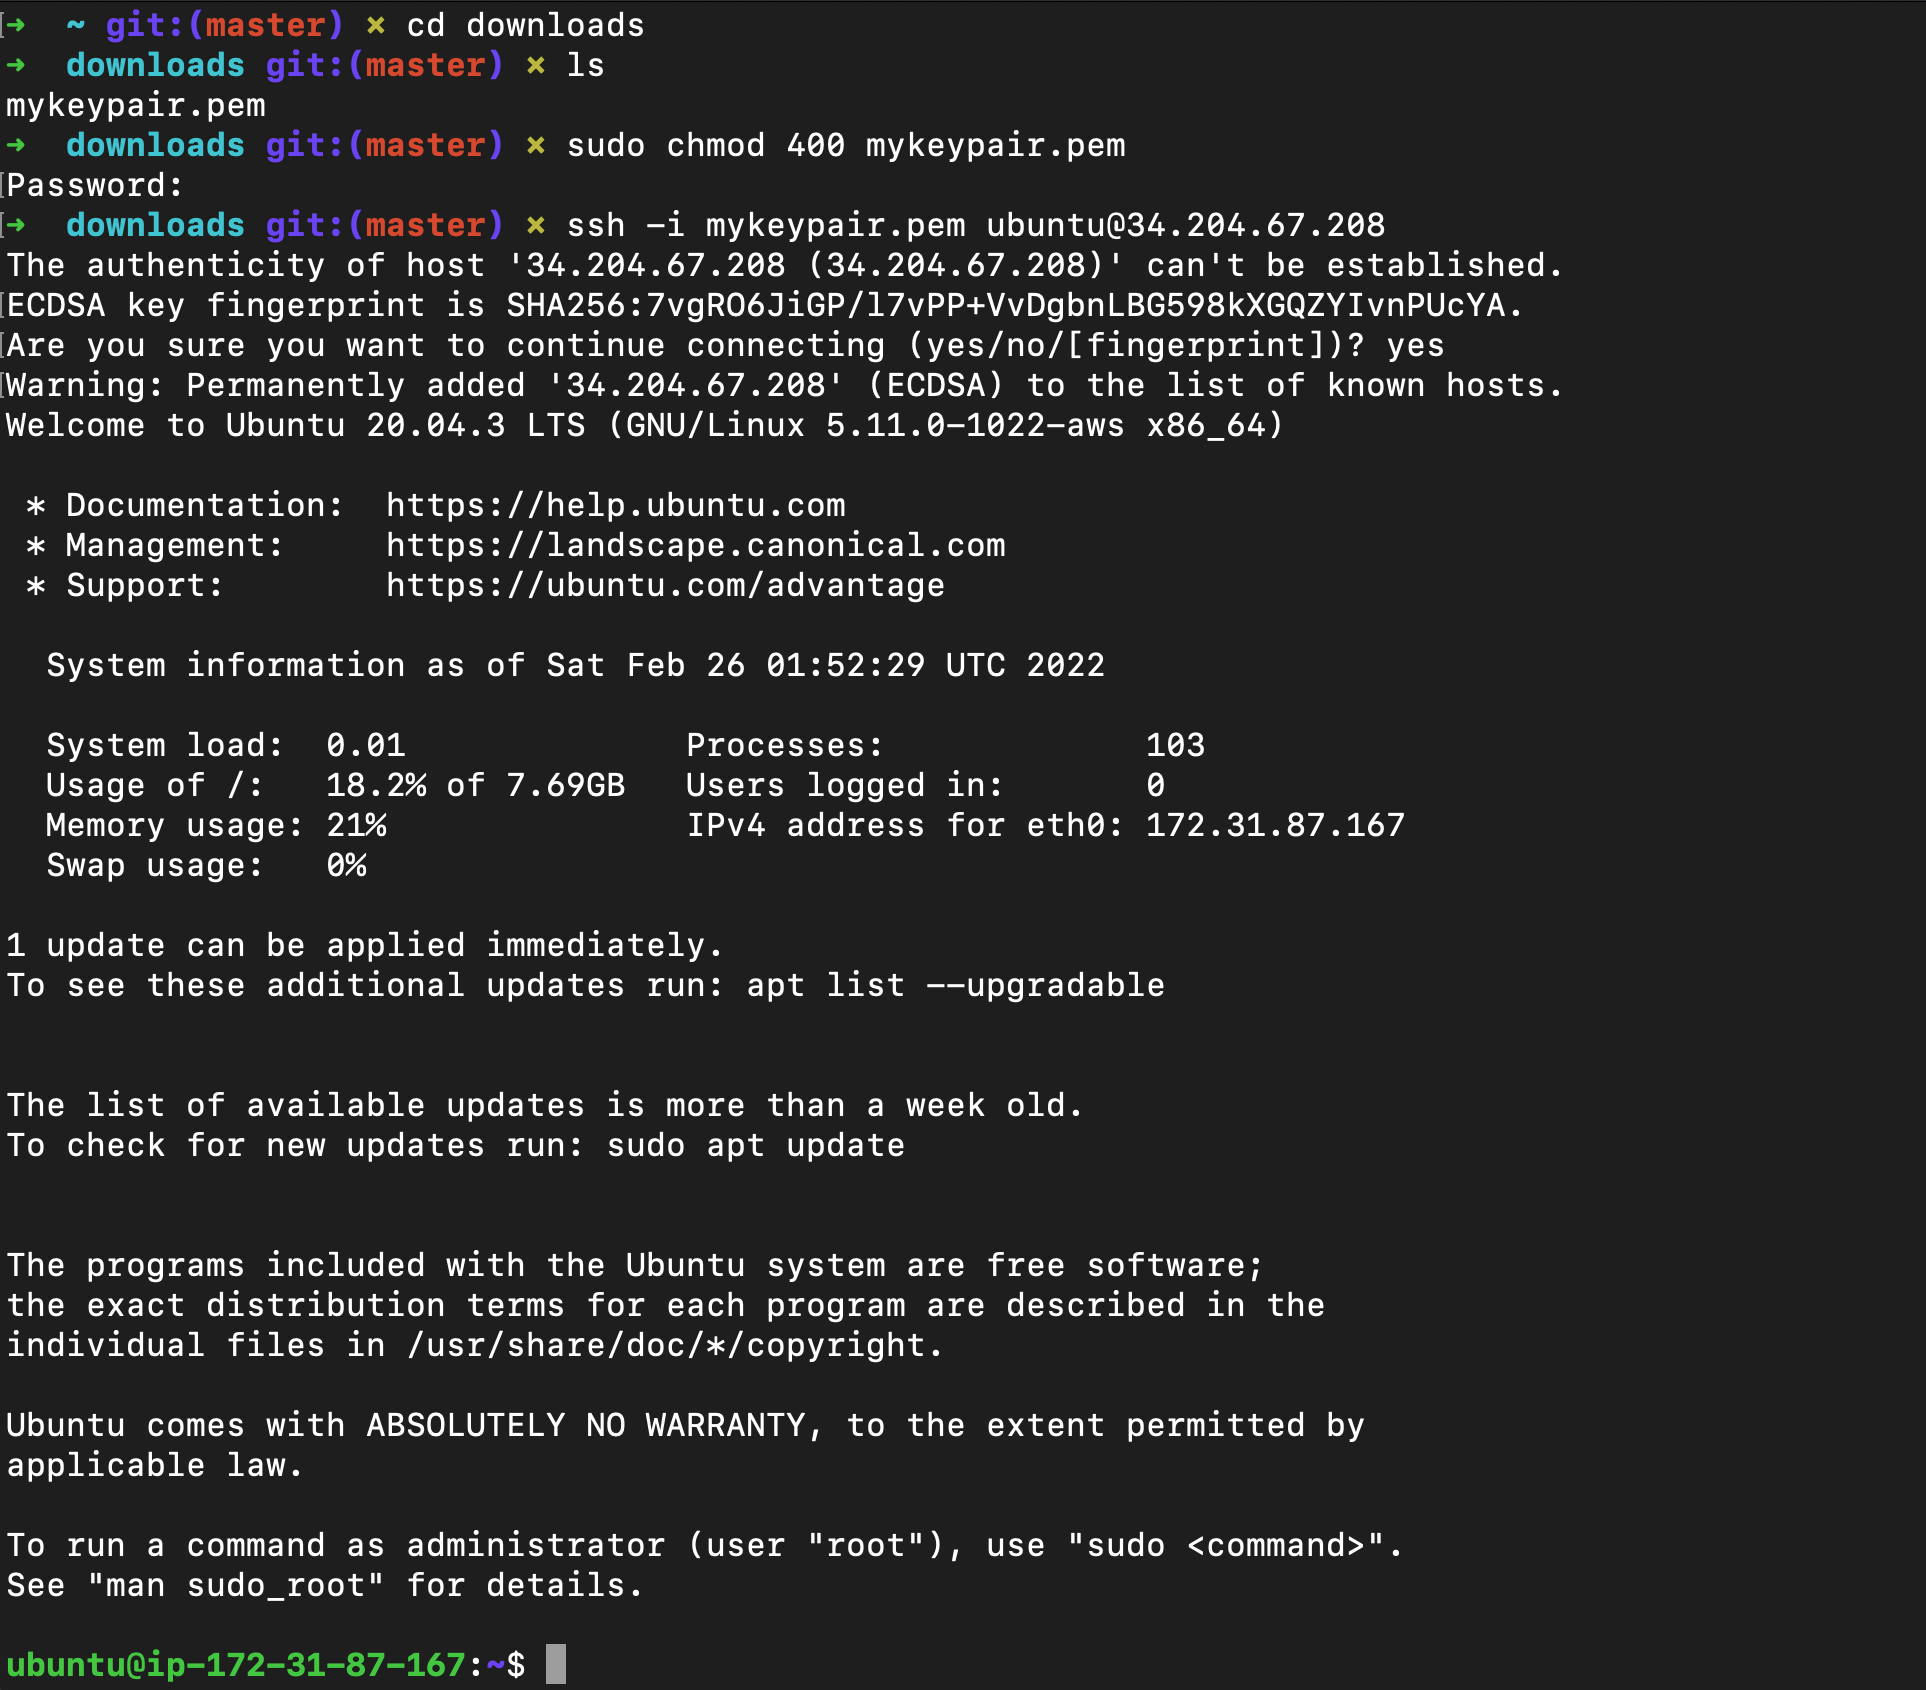 ➜  ~ git:(master) ✗ cd downloads
➜  downloads git:(master) ✗ ls
mykeypair.pem
➜  downloads git:(master) ✗ sudo chmod 400 mykeypair.pem
Password:
➜  downloads git:(master) ✗ ssh -i mykeypair.pem ubuntu@34.204.67.208
The authenticity of host '34.204.67.208 (34.204.67.208)' can't be established.
ECDSA key fingerprint is SHA256:7vgRO6JiGP/l7vPP+VvDgbnLBG598kXGQZYIvnPUcYA.
Are you sure you want to continue connecting (yes/no/[fingerprint])? yes
Warning: Permanently added '34.204.67.208' (ECDSA) to the list of known hosts.
Welcome to Ubuntu 20.04.3 LTS (GNU/Linux 5.11.0-1022-aws x86_64)

 * Documentation:  https://help.ubuntu.com
 * Management:     https://landscape.canonical.com
 * Support:        https://ubuntu.com/advantage

  System information as of Sat Feb 26 01:52:29 UTC 2022

  System load:  0.01              Processes:             103
  Usage of /:   18.2% of 7.69GB   Users logged in:       0
  Memory usage: 21%               IPv4 address for eth0: 172.31.87.167
  Swap usage:   0%

1 update can be applied immediately.
To see these additional updates run: apt list --upgradable


The list of available updates is more than a week old.
To check for new updates run: sudo apt update


The programs included with the Ubuntu system are free software;
the exact distribution terms for each program are described in the
individual files in /usr/share/doc/*/copyright.

Ubuntu comes with ABSOLUTELY NO WARRANTY, to the extent permitted by
applicable law.

To run a command as administrator (user "root"), use "sudo <command>".
See "man sudo_root" for details.

ubuntu@ip-172-31-87-167:~$